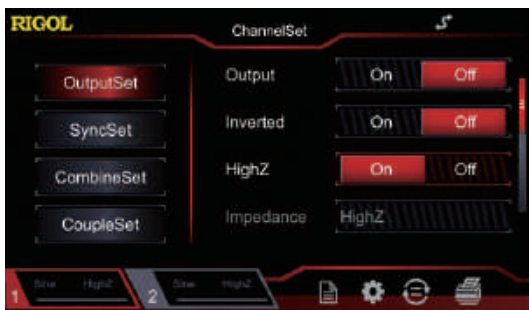 RIGOL
ChannelSet
OutputSet
SyncSet
CombineSet
CoupleSet
Output On Off
Inverted On Off
HighZ On Off
Impedance HighZ
1 Sine HighZ
2 Sine HighZ